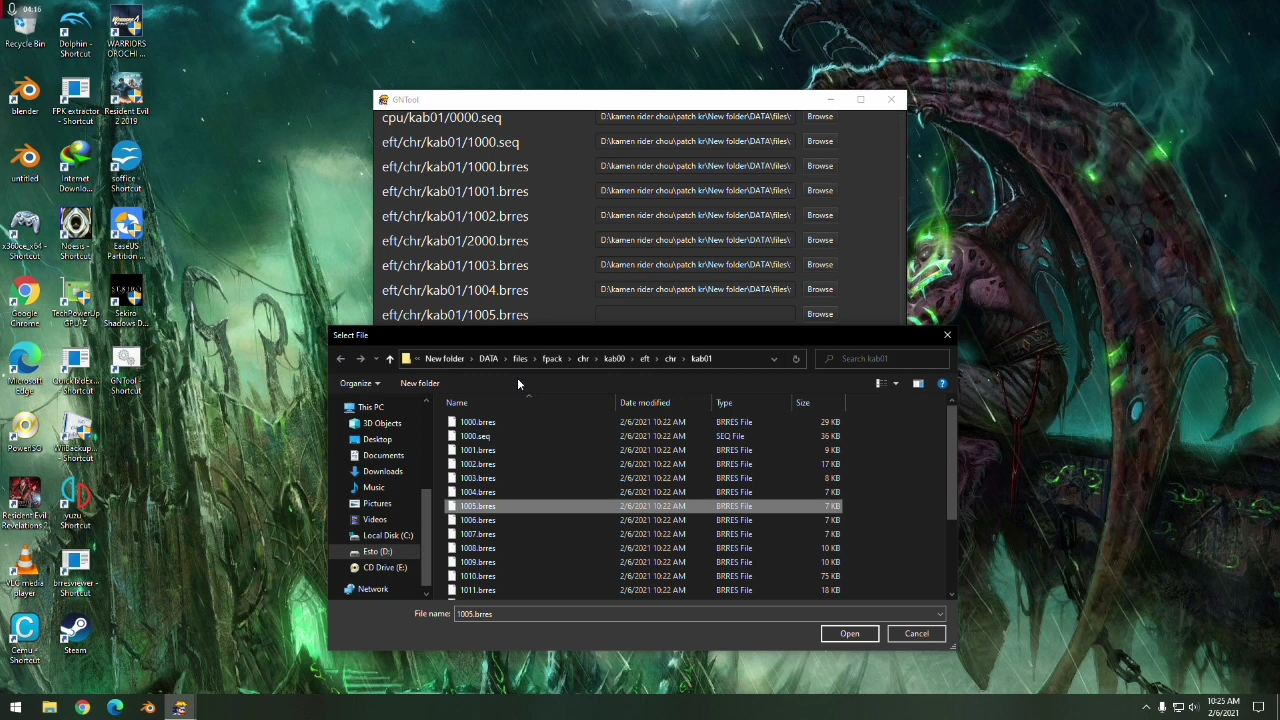 04:16
Recycle Bin
Dolphin -
Shortcut
WARRIORS
OROCHI ...
blender
FPK extractor
- Shortcut
Resident Evil
2 2019
untitled
Internet
Downlo...
soffice -
Shortcut
x360ce_x64 -
Shortcut
Noesis -
Shortcut
EaseUS
Partition ...
Google
Chrome
TechPowerUp
GPU-Z
Sekiro
Shadows D...
Microsoft
Edge
- Shortcut
GNTool -
Shortcut
PowerISO
WiiBackup...
- Shortcut
Resident Evil
Revelations 2
yuzu -
Shortcut
VLC media
player
brresviewer -
Shortcut
Cemu -
Shortcut
Steam
GNTool
cpu/kab01/0000.seq D:\kamen rider chou\patch kr\New folder\DATA\files\ Browse
eft/chr/kab01/1000.seq D:\kamen rider chou\patch kr\New folder\DATA\files\ Browse
eft/chr/kab01/1000.brres D:\kamen rider chou\patch kr\New folder\DATA\files\ Browse
eft/chr/kab01/1001.brres D:\kamen rider chou\patch kr\New folder\DATA\files\ Browse
eft/chr/kab01/1002.brres D:\kamen rider chou\patch kr\New folder\DATA\files\ Browse
eft/chr/kab01/2000.brres D:\kamen rider chou\patch kr\New folder\DATA\files\ Browse
eft/chr/kab01/1003.brres D:\kamen rider chou\patch kr\New folder\DATA\files\ Browse
eft/chr/kab01/1004.brres D:\kamen rider chou\patch kr\New folder\DATA\files\ Browse
eft/chr/kab01/1005.brres Browse
Select File
« New folder › DATA › files › fpack › chr › kab00 › eft › chr › kab01 Search kab01
Organize New folder
This PC
3D Objects
Desktop
Documents
Downloads
Music
Pictures
Videos
Local Disk (C:)
Esto (D:)
CD Drive (E:)
Network
Name Date modified Type Size
1000.brres 2/6/2021 10:22 AM BRRES File 29 KB
1000.seq 2/6/2021 10:22 AM SEQ File 36 KB
1001.brres 2/6/2021 10:22 AM BRRES File 9 KB
1002.brres 2/6/2021 10:22 AM BRRES File 17 KB
1003.brres 2/6/2021 10:22 AM BRRES File 8 KB
1004.brres 2/6/2021 10:22 AM BRRES File 7 KB
1005.brres 2/6/2021 10:22 AM BRRES File 7 KB
1006.brres 2/6/2021 10:22 AM BRRES File 7 KB
1007.brres 2/6/2021 10:22 AM BRRES File 7 KB
1008.brres 2/6/2021 10:22 AM BRRES File 10 KB
1009.brres 2/6/2021 10:22 AM BRRES File 10 KB
1010.brres 2/6/2021 10:22 AM BRRES File 75 KB
1011.brres 2/6/2021 10:22 AM BRRES File 18 KB
File name: 1005.brres
Open Cancel
10:25 AM
2/6/2021